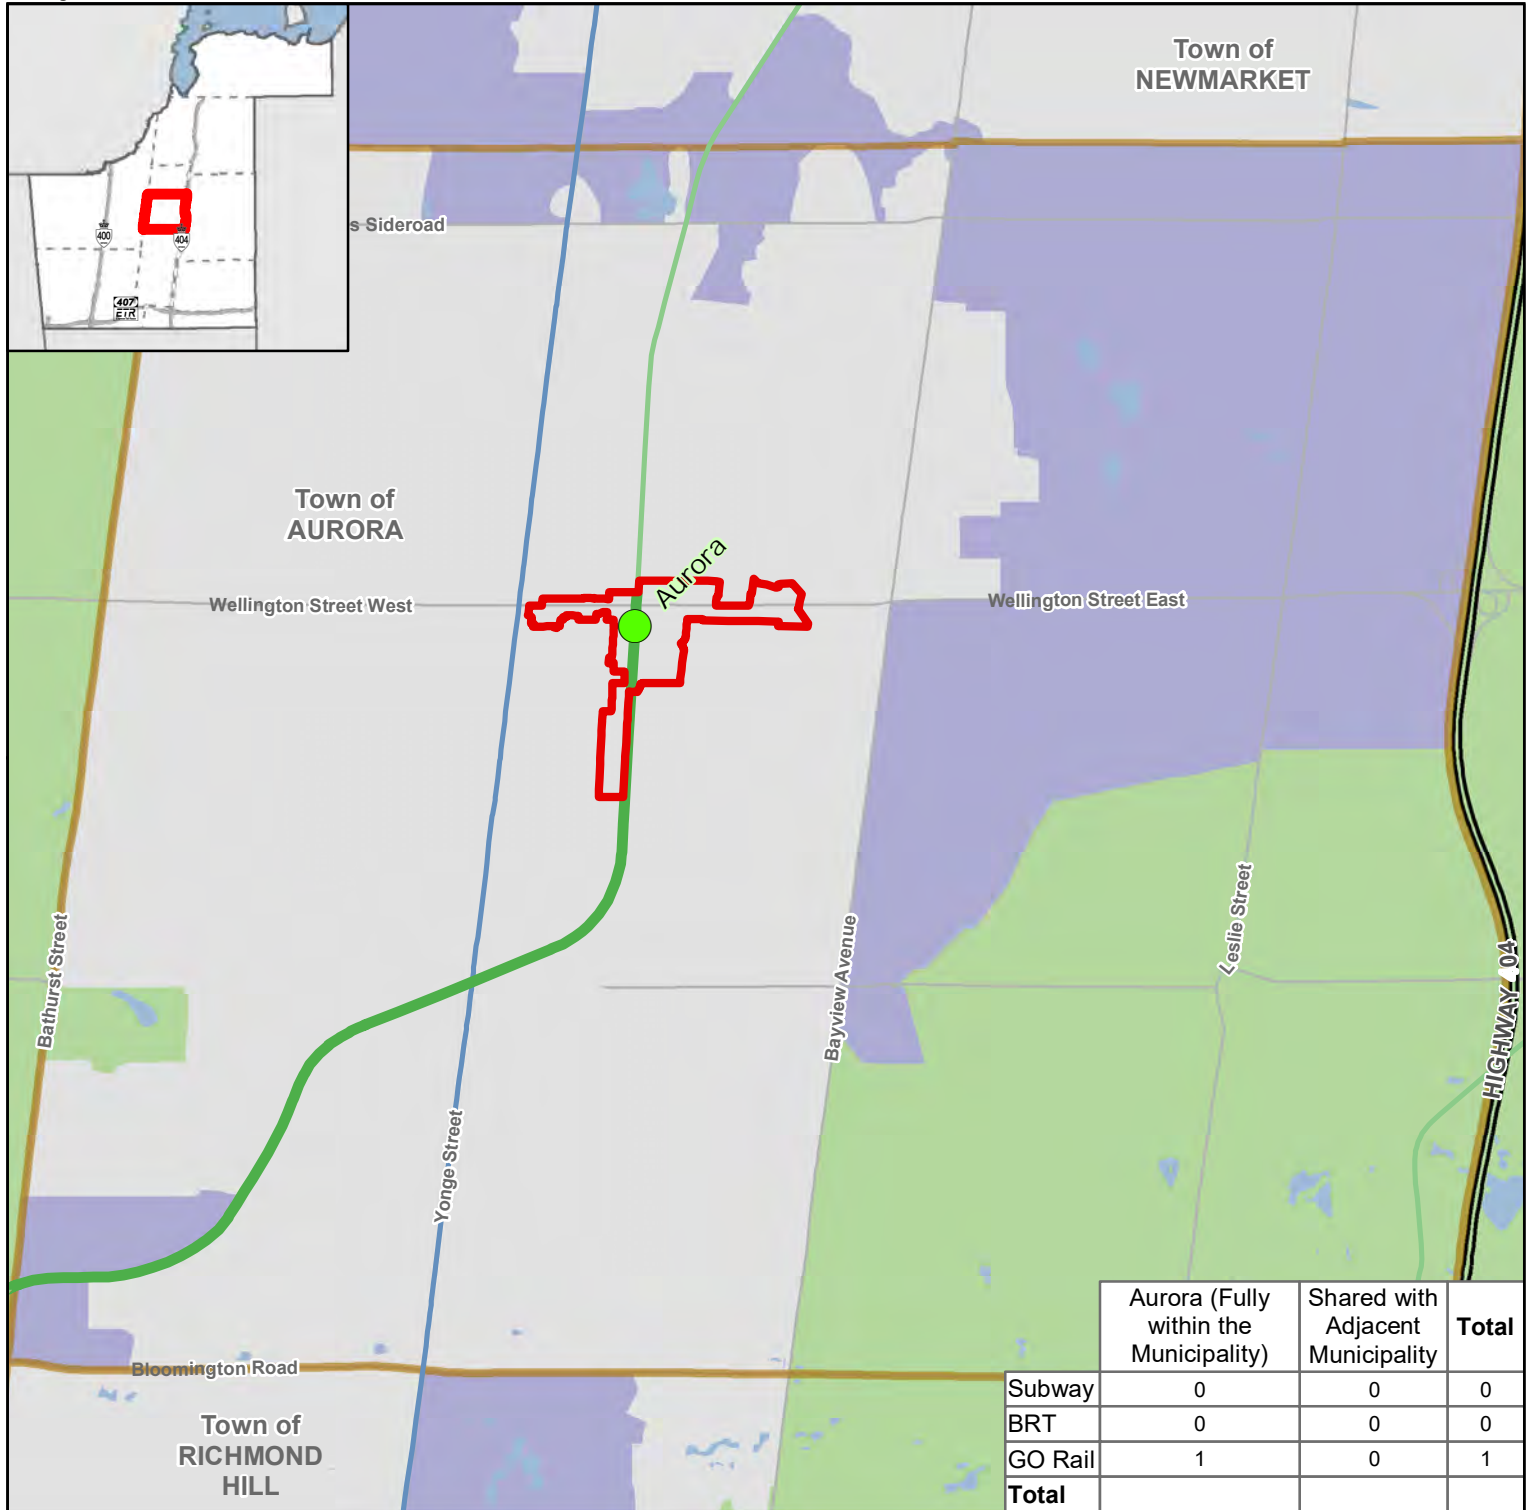 Town of
NEWMARKET
s Sideroad
400
404
407
ETR
Town of
AURORA
Aurora
Wellington Street West
Wellington Street East
Bathurst Street
Yonge Street
Bayview Avenue
Leslie Street
HIGHWAY 404
Bloomington Road
Town of
RICHMOND
HILL
Aurora (Fully within the Municipality) Shared with Adjacent Municipality Total
Subway 0 0 0
BRT 0 0 0
GO Rail 1 0 1
Total